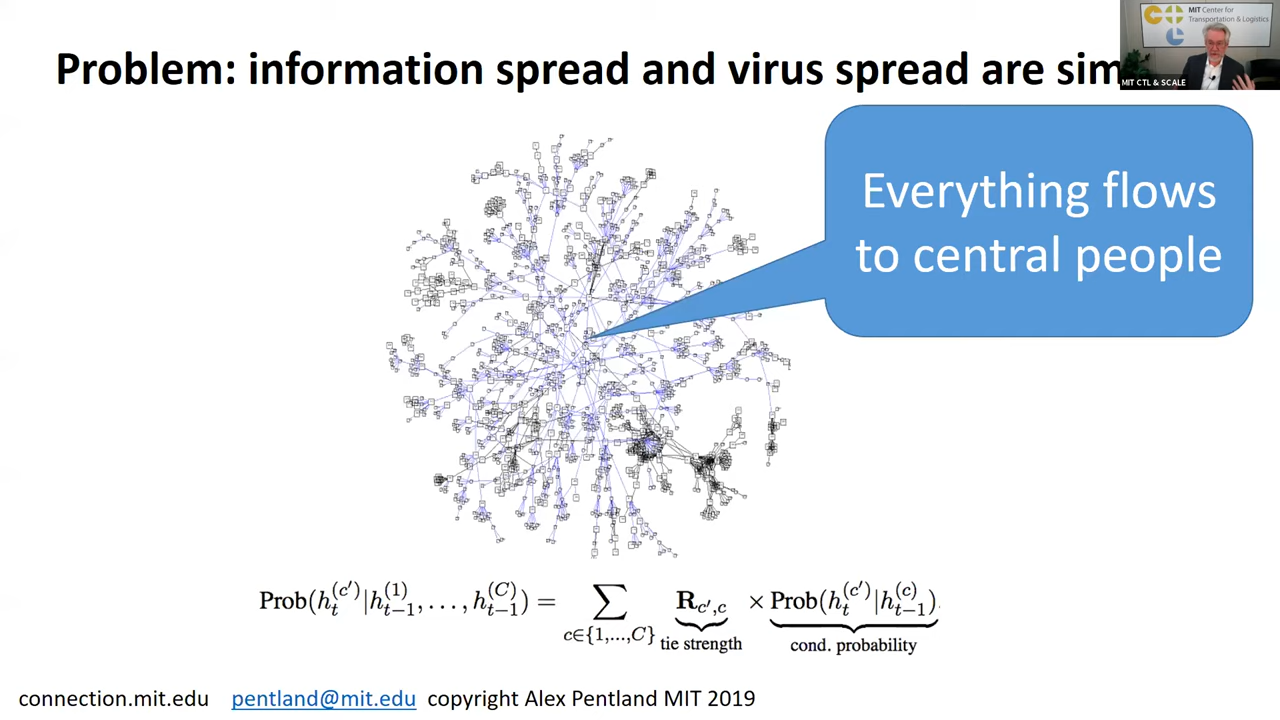 Problem: information spread and virus spread are sim
MIT Center for
Transportation & Logistics
MIT CTL & SCALE
Everything flows
to central people
Prob(h_t^{(c')}|h_{t-1}^{(1)}, . . . , h_{t-1}^{(C)}) = ∑_{c∈{1,...,C}} R_{c',c} × Prob(h_t^{(c')}|h_{t-1}^{(c)}).
tie strength cond. probability
connection.mit.edu pentland@mit.edu copyright Alex Pentland MIT 2019